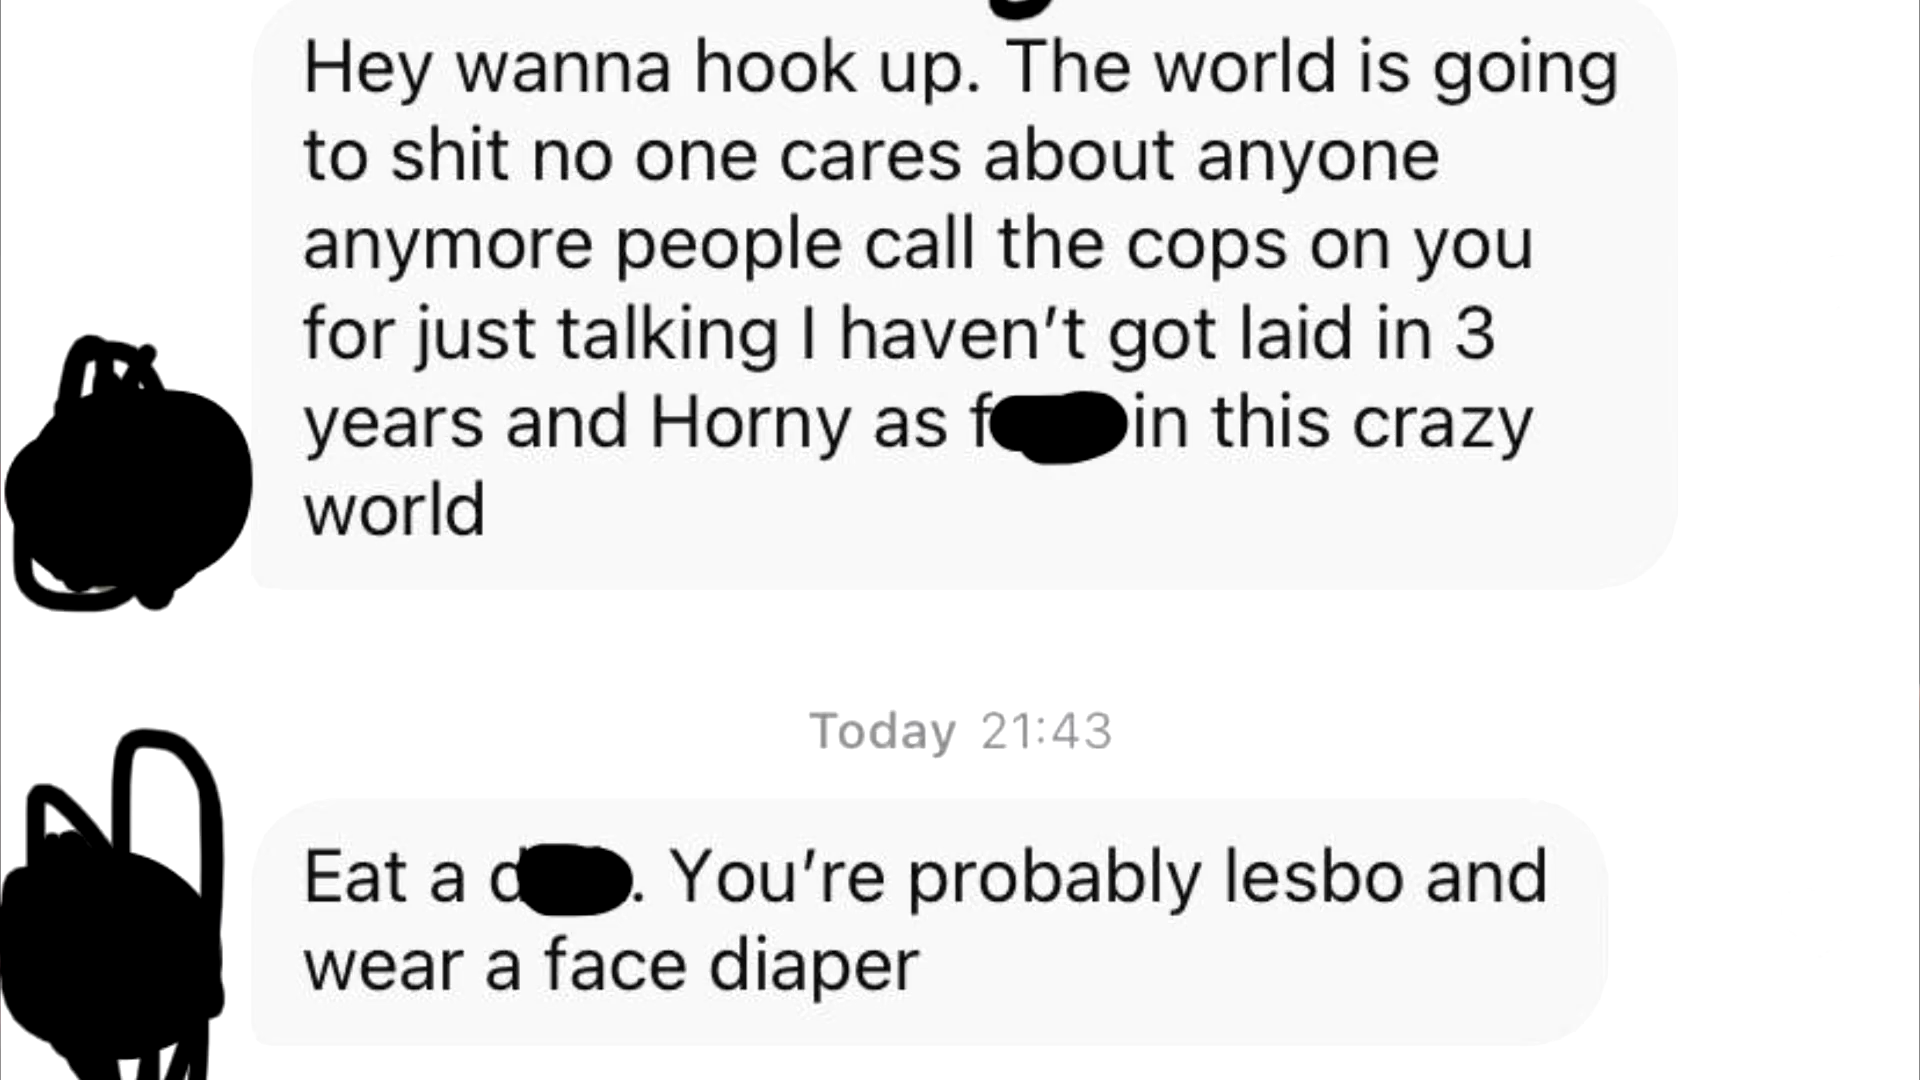 Hey wanna hook up. The world is going
to shit no one cares about anyone
anymore people call the cops on you
for just talking I haven't got laid in 3
years and Horny as f in this crazy
world
Today 21:43
Eat a d . You're probably lesbo and
wear a face diaper